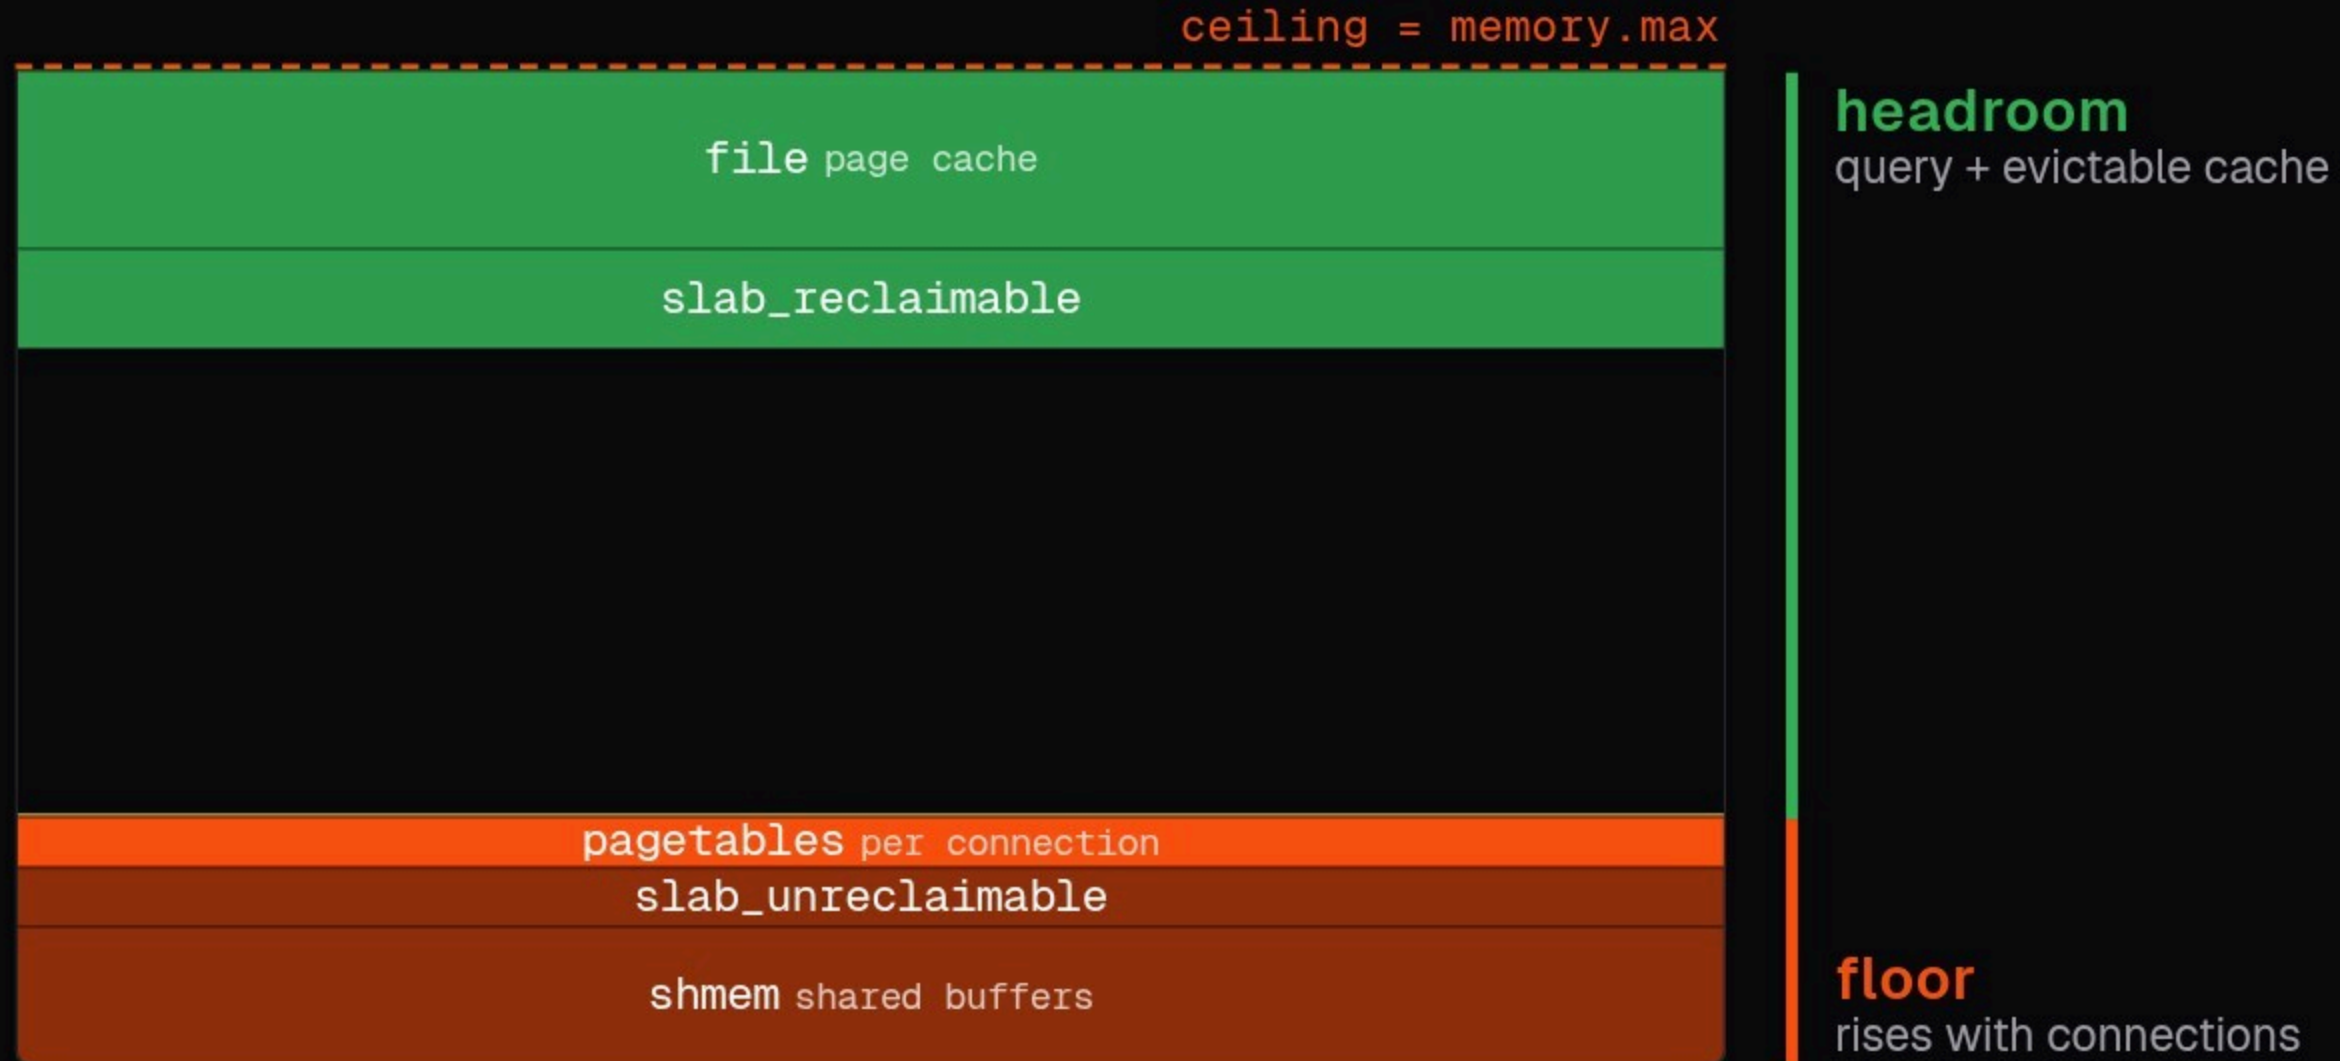 ceiling = memory.max
headroom
query + evictable cache
file page cache
slab_reclaimable
pagetables per connection
slab_unreclaimable
shmem shared buffers
floor
rises with connections